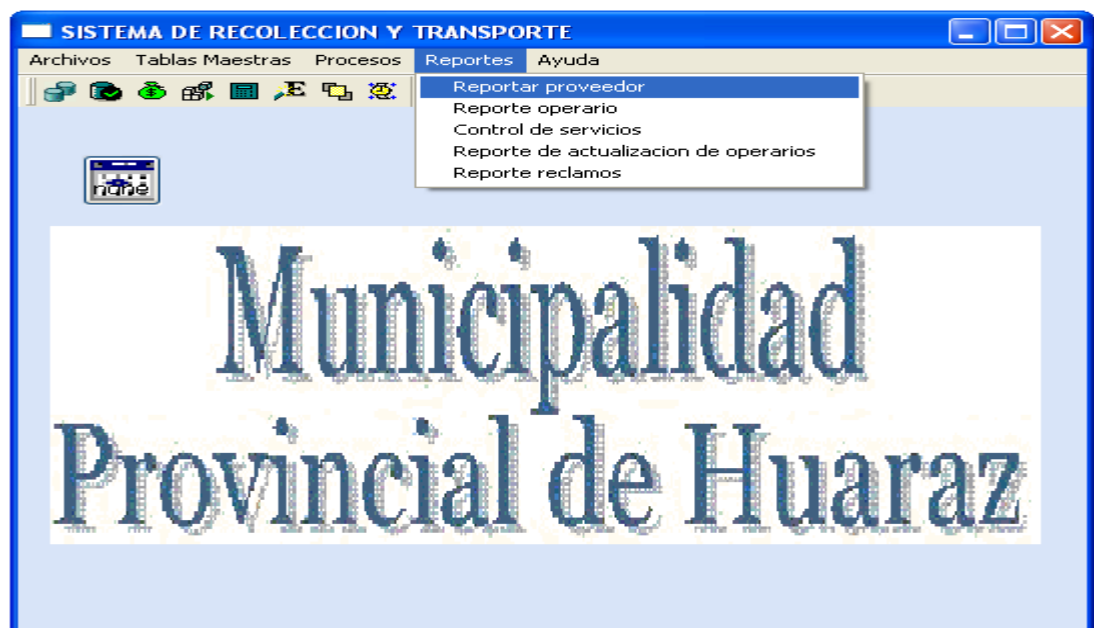 SISTEMA DE RECOLECCION Y TRANSPORTE
Archivos Tablas Maestras Procesos Reportes Ayuda
Reportar proveedor
Reporte operario
Control de servicios
Reporte de actualizacion de operarios
Reporte reclamos
Municipalidad
Provincial de Huaraz